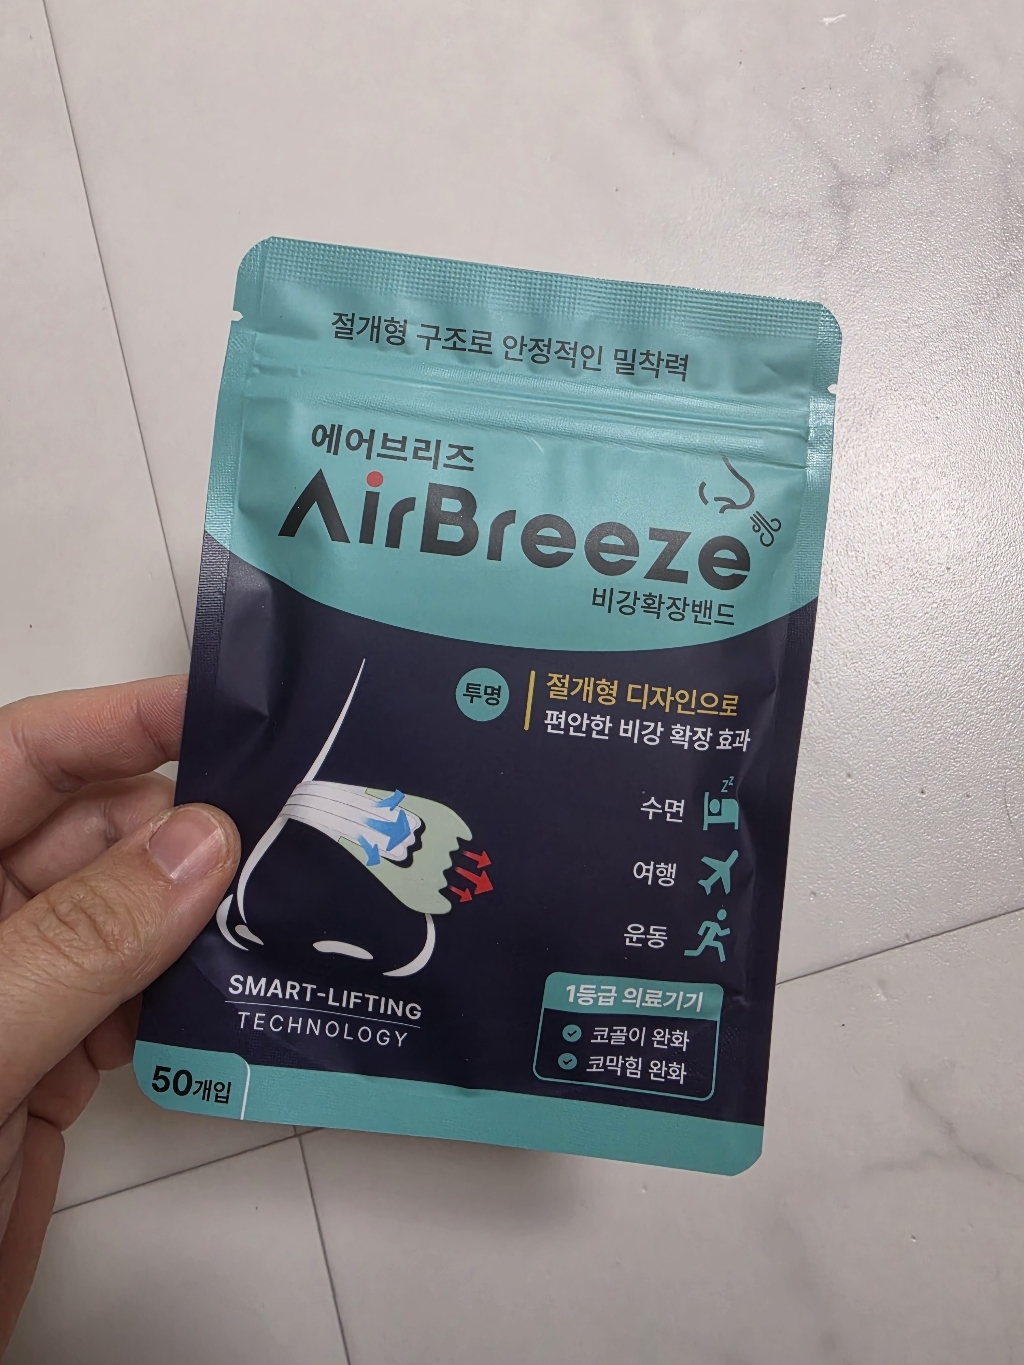 절개형 구조로 안정적인 밀착력
에어브리즈
AirBreeze
비강확장밴드
투명
절개형 디자인으로
편안한 비강 확장 효과
zz
수면
여행
운동
SMART-LIFTING
TECHNOLOGY
1등급 의료기기
코골이 완화
코막힘 완화
50개입